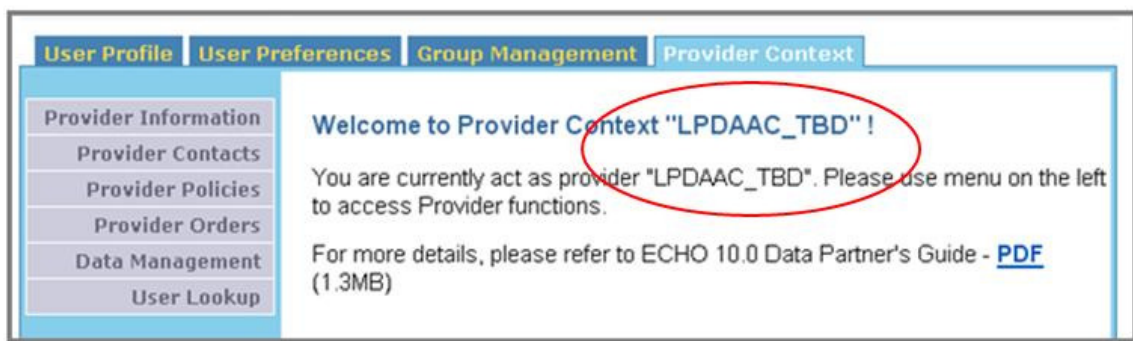 User Profile User Preferences Group Management Provider Context
Provider Information
Provider Contacts
Provider Policies
Provider Orders
Data Management
User Lookup
Welcome to Provider Context "LPDAAC_TBD" !
You are currently act as provider "LPDAAC_TBD". Please use menu on the left
to access Provider functions.
For more details, please refer to ECHO 10.0 Data Partner's Guide - PDF
(1.3MB)